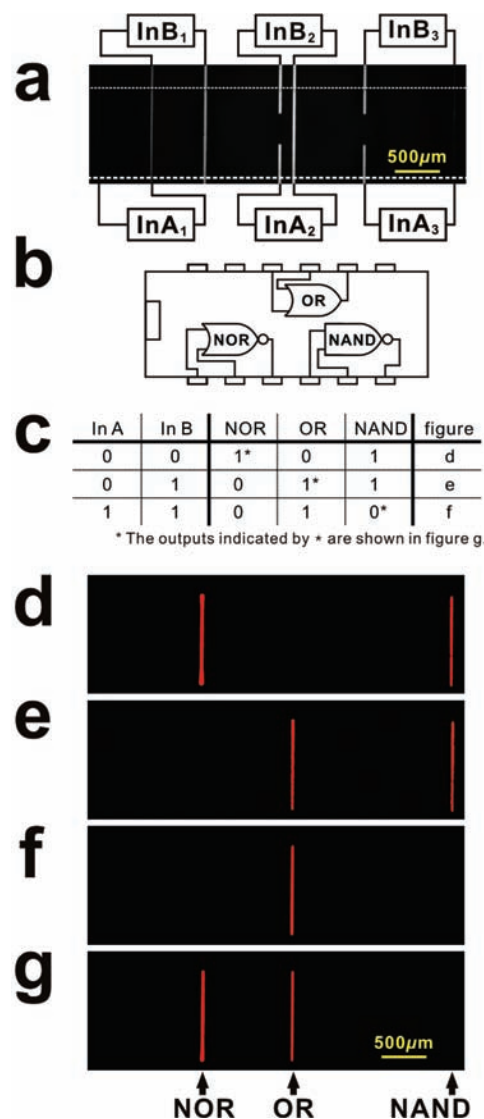 InB₁ InB₂ InB₃
a
500µm
InA₁ InA₂ InA₃
b
OR
NOR NAND
c
In A In B NOR OR NAND figure
0 0 1* 0 1 d
0 1 0 1* 1 e
1 1 0 1 0* f
* The outputs indicated by * are shown in figure g.
d
e
f
g
500µm
NOR OR NAND